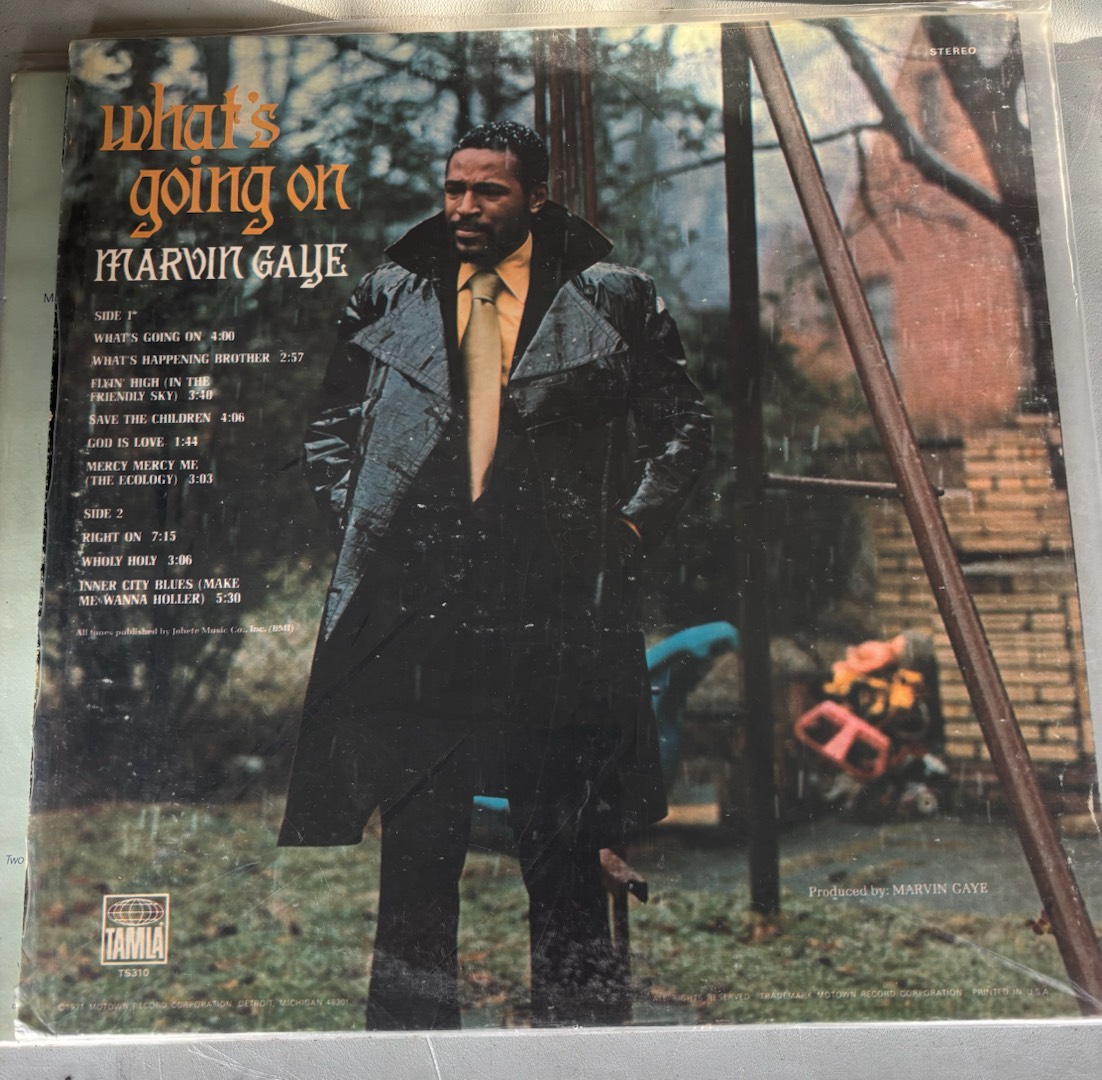 STEREO
what's
going on
MARVIN GAYE
SIDE 1
WHAT'S GOING ON 4:00
WHAT'S HAPPENING BROTHER 2:57
FLYIN' HIGH (IN THE
FRIENDLY SKY) 3:40
SAVE THE CHILDREN 4:06
GOD IS LOVE 1:44
MERCY MERCY ME
(THE ECOLOGY) 3:03
SIDE 2
RIGHT ON 7:15
WHOLY HOLY 3:06
INNER CITY BLUES (MAKE
ME WANNA HOLLER) 5:30
All tunes published by Jobete Music Co., Inc. (BMI)
Two
Produced by: MARVIN GAYE
TAMLA
TS310
©1971 MOTOWN RECORD CORPORATION, DETROIT, MICHIGAN 48201
ALL RIGHTS RESERVED TRADEMARK MOTOWN RECORD CORPORATION PRINTED IN U.S.A.